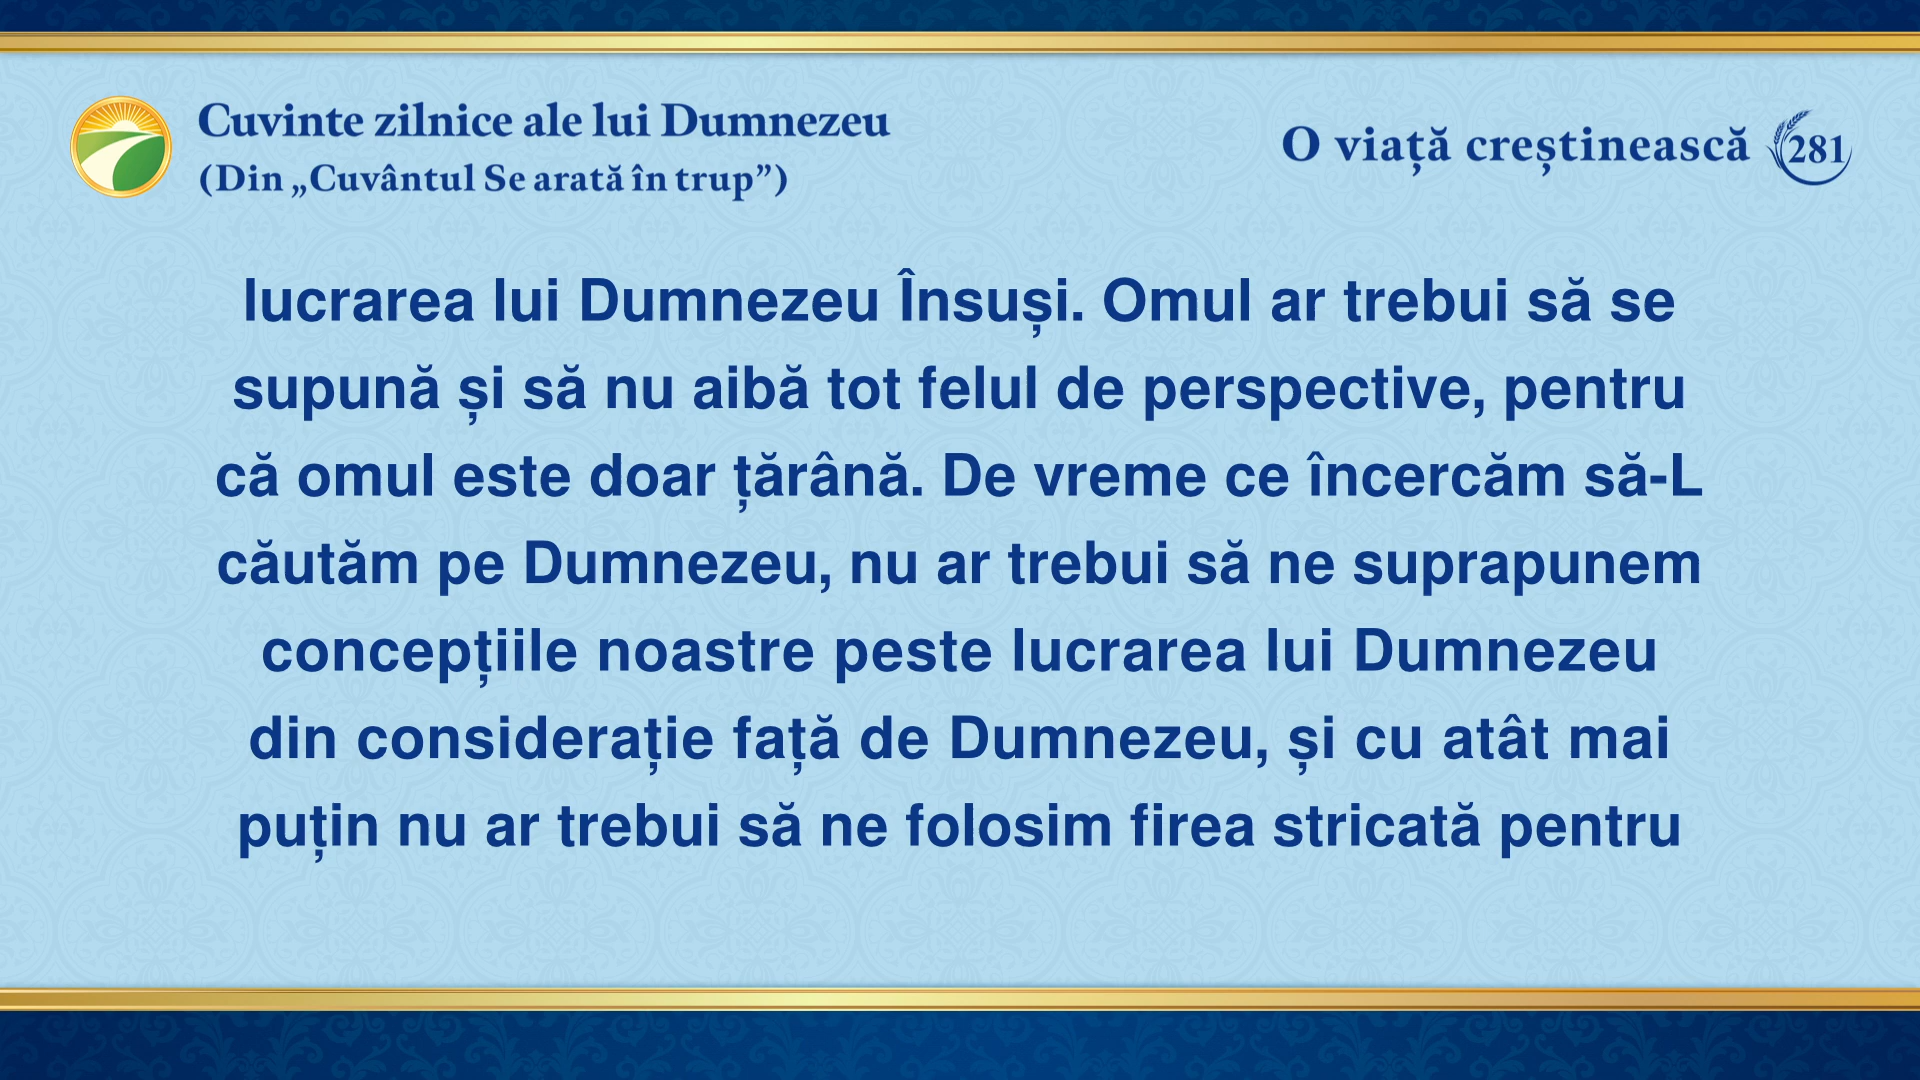 Cuvinte zilnice ale lui Dumnezeu
(Din „Cuvântul Se arată în trup”)
O viață creștinească 281
lucrarea lui Dumnezeu Însuși. Omul ar trebui să se
supună și să nu aibă tot felul de perspective, pentru
că omul este doar țărână. De vreme ce încercăm să-L
căutăm pe Dumnezeu, nu ar trebui să ne suprapunem
concepțiile noastre peste lucrarea lui Dumnezeu
din considerație față de Dumnezeu, și cu atât mai
puțin nu ar trebui să ne folosim firea stricată pentru